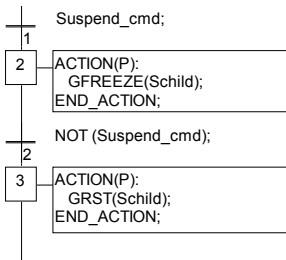 Suspend_cmd;
1
2
ACTION(P):
GFREEZE(Schild);
END_ACTION;
NOT (Suspend_cmd);
2
3
ACTION(P):
GRST(Schild);
END_ACTION;